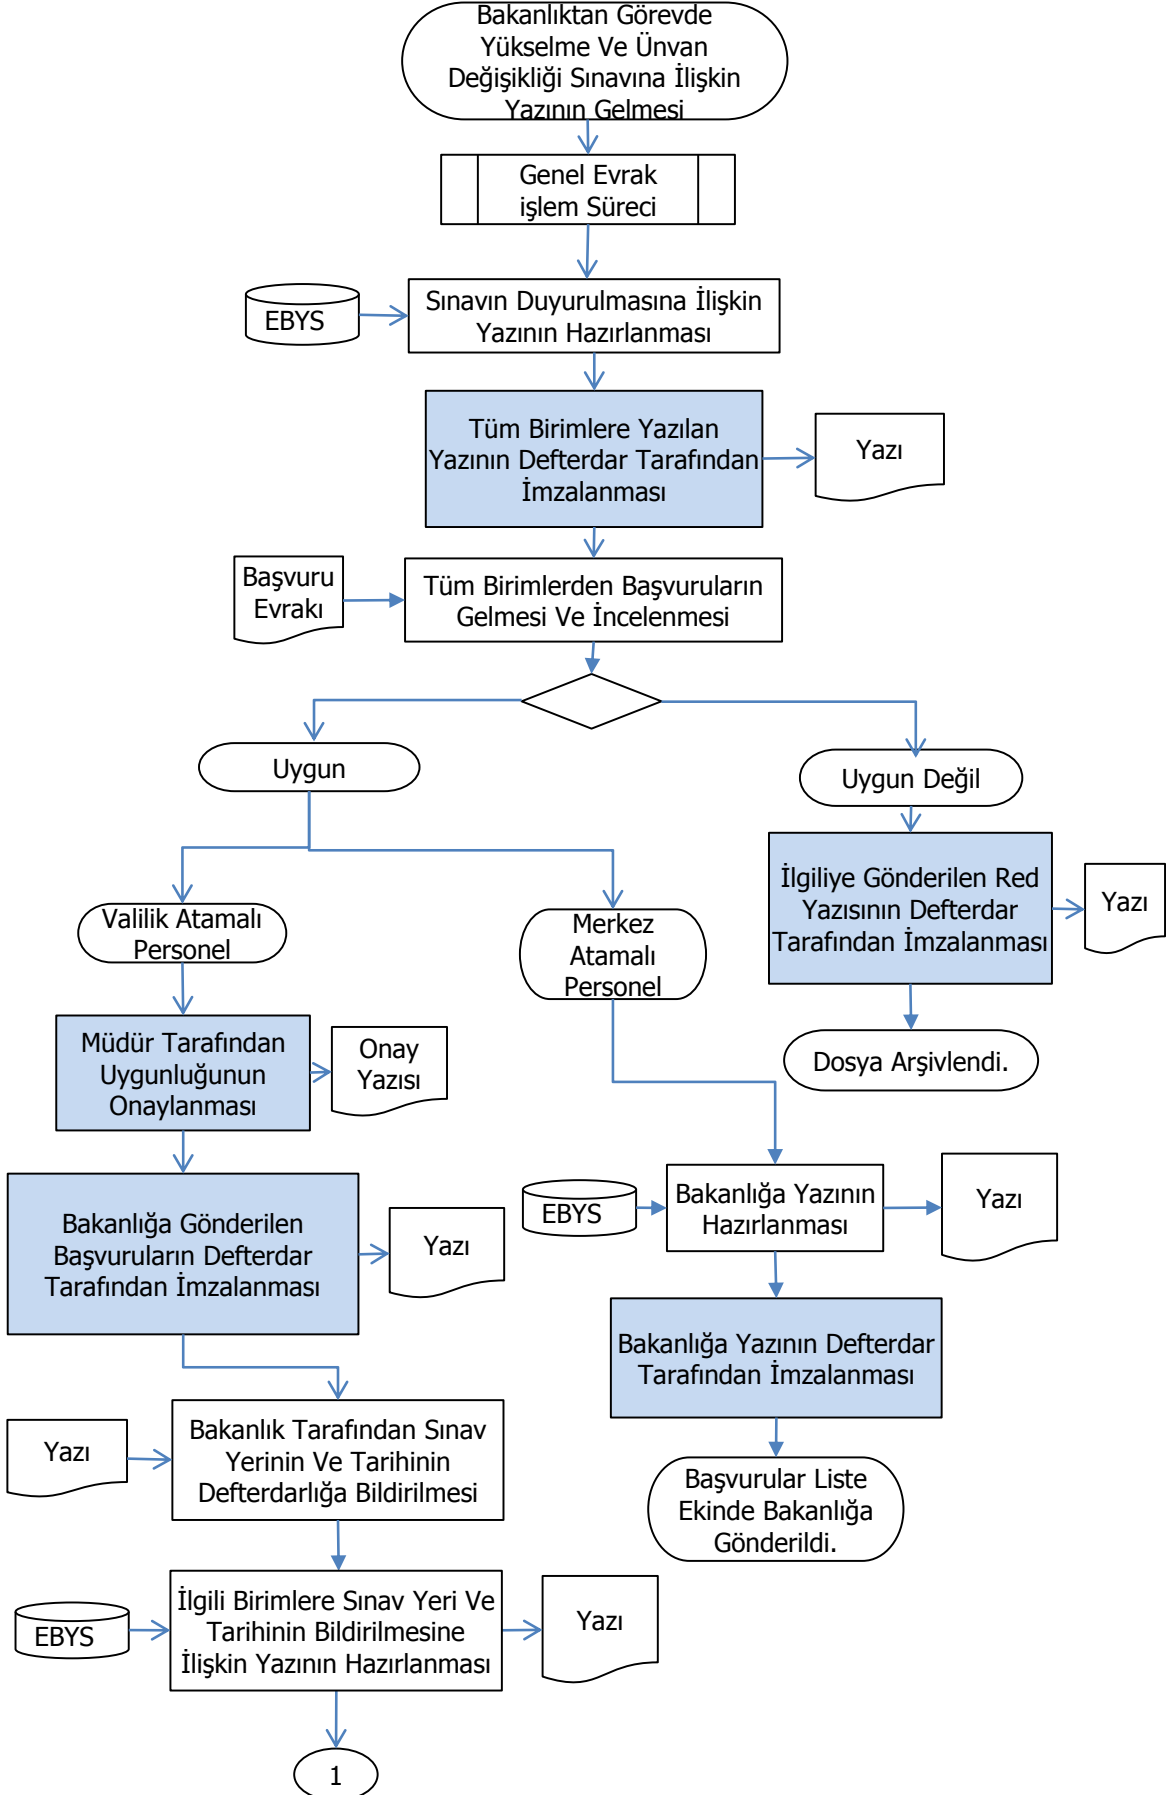 Bakanlıktan Görevde
Yükselme Ve Ünvan
Değişikliği Sınavına İlişkin
Yazının Gelmesi
Genel Evrak
işlem Süreci
EBYS
Sınavın Duyurulmasına İlişkin
Yazının Hazırlanması
Tüm Birimlere Yazılan
Yazının Defterdar Tarafından
İmzalanması
Yazı
Başvuru
Evrakı
Tüm Birimlerden Başvuruların
Gelmesi Ve İncelenmesi
Uygun
Uygun Değil
İlgiliye Gönderilen Red
Yazısının Defterdar
Tarafından İmzalanması
Yazı
Valilik Atamalı
Personel
Merkez
Atamalı
Personel
Müdür Tarafından
Uygunluğunun
Onaylanması
Onay
Yazısı
Dosya Arşivlendi.
Bakanlığa Gönderilen
Başvuruların Defterdar
Tarafından İmzalanması
Yazı
EBYS
Bakanlığa Yazının
Hazırlanması
Yazı
Bakanlığa Yazının Defterdar
Tarafından İmzalanması
Yazı
Bakanlık Tarafından Sınav
Yerinin Ve Tarihinin
Defterdarlığa Bildirilmesi
Başvurular Liste
Ekinde Bakanlığa
Gönderildi.
EBYS
İlgili Birimlere Sınav Yeri Ve
Tarihinin Bildirilmesine
İlişkin Yazının Hazırlanması
Yazı
1